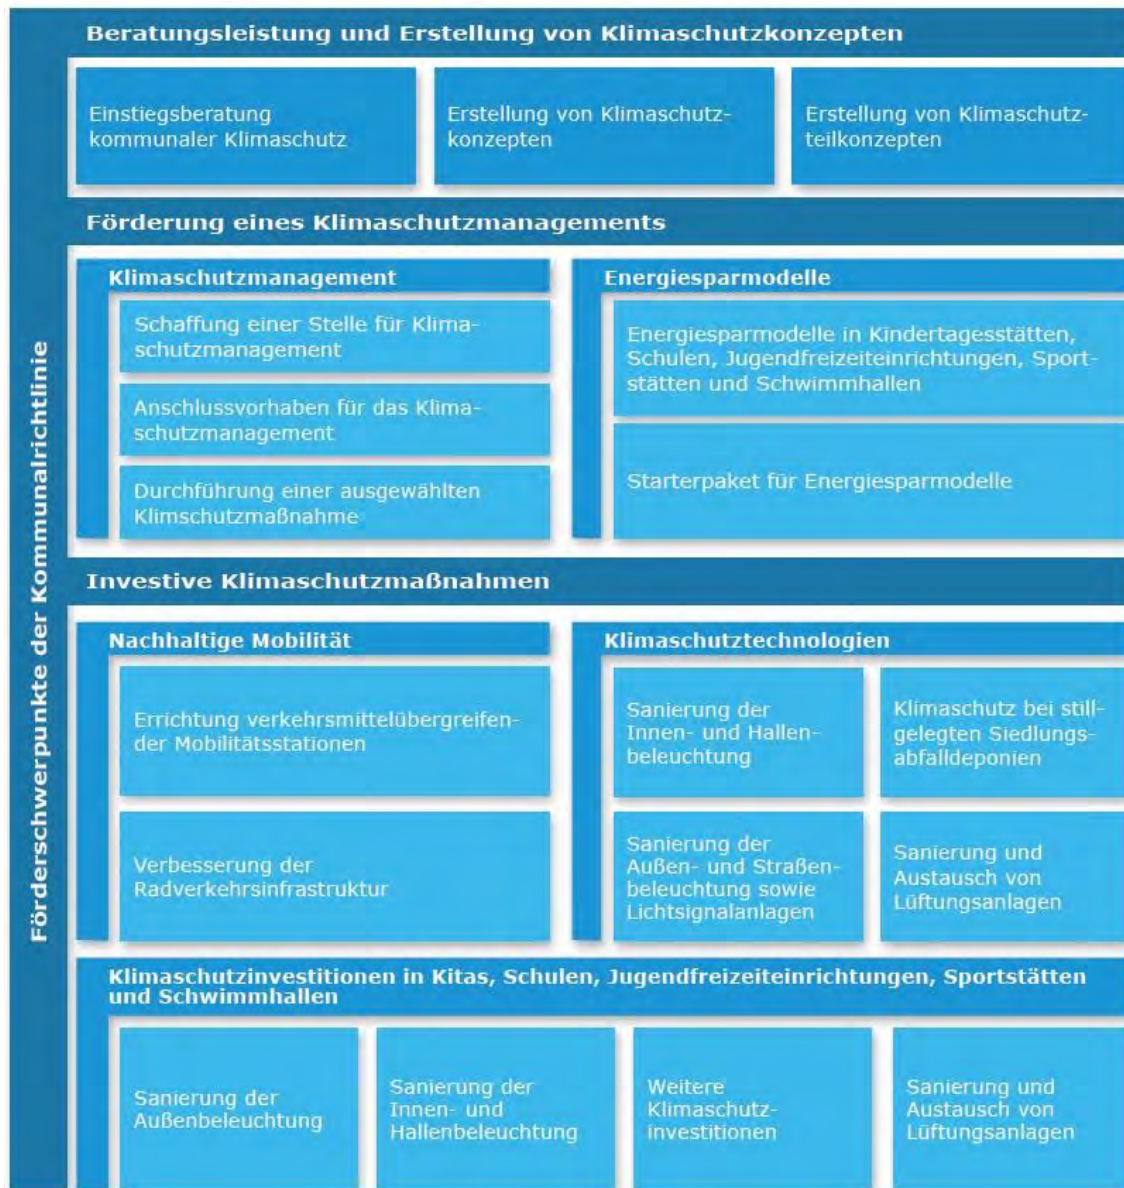 Förderschwerpunkte der Kommunalrichtlinie
Beratungsleistung und Erstellung von Klimaschutzkonzepten
Einstiegsberatung
kommunaler Klimaschutz
Erstellung von Klimaschutz-
konzepten
Erstellung von Klimaschutz-
teilkonzepten
Förderung eines Klimaschutzmanagements
Klimaschutzmanagement
Schaffung einer Stelle für Klima-
schutzmanagement
Anschlussvorhaben für das Klima-
schutzmanagement
Durchführung einer ausgewählten
Klimschutzmaßnahme
Energiesparmodelle
Energiesparmodelle in Kindertagesstätten,
Schulen, Jugendfreizeiteinrichtungen, Sport-
stätten und Schwimmhallen
Starterpaket für Energiesparmodelle
Investive Klimaschutzmaßnahmen
Nachhaltige Mobilität
Errichtung verkehrsmittelübergreifen-
der Mobilitätsstationen
Verbesserung der
Radverkehrsinfrastruktur
Klimaschutztechnologien
Sanierung der
Innen- und Hallen-
beleuchtung
Klimaschutz bei still-
gelegten Siedlungs-
abfalldeponien
Sanierung der
Außen- und Straßen-
beleuchtung sowie
Lichtsignalanlagen
Sanierung und
Austausch von
Lüftungsanlagen
Klimaschutzinvestitionen in Kitas, Schulen, Jugendfreizeiteinrichtungen, Sportstätten
und Schwimmhallen
Sanierung der
Außenbeleuchtung
Sanierung der
Innen- und
Hallenbeleuchtung
Weitere
Klimaschutz-
investitionen
Sanierung und
Austausch von
Lüftungsanlagen